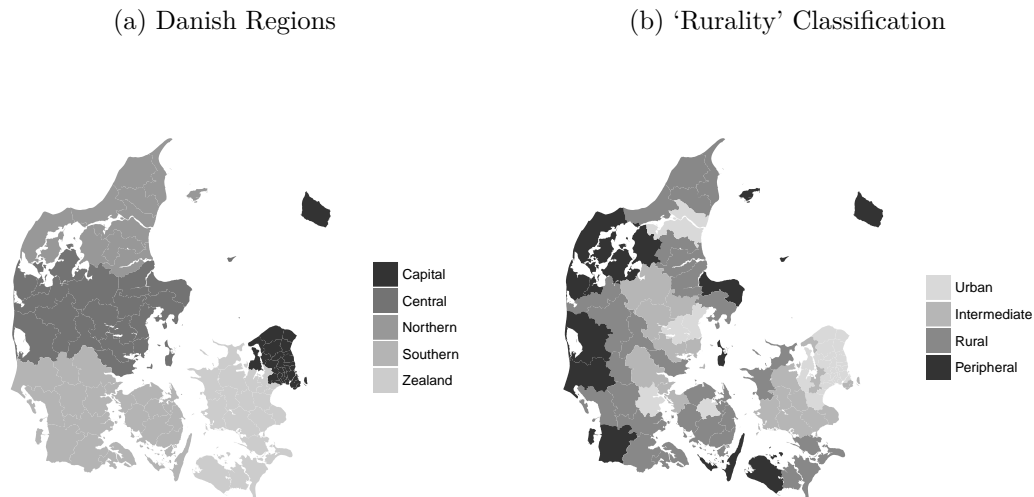 (a) Danish Regions
(b) ‘Rurality’ Classification
Capital
Central
Northern
Southern
Zealand
Urban
Intermediate
Rural
Peripheral